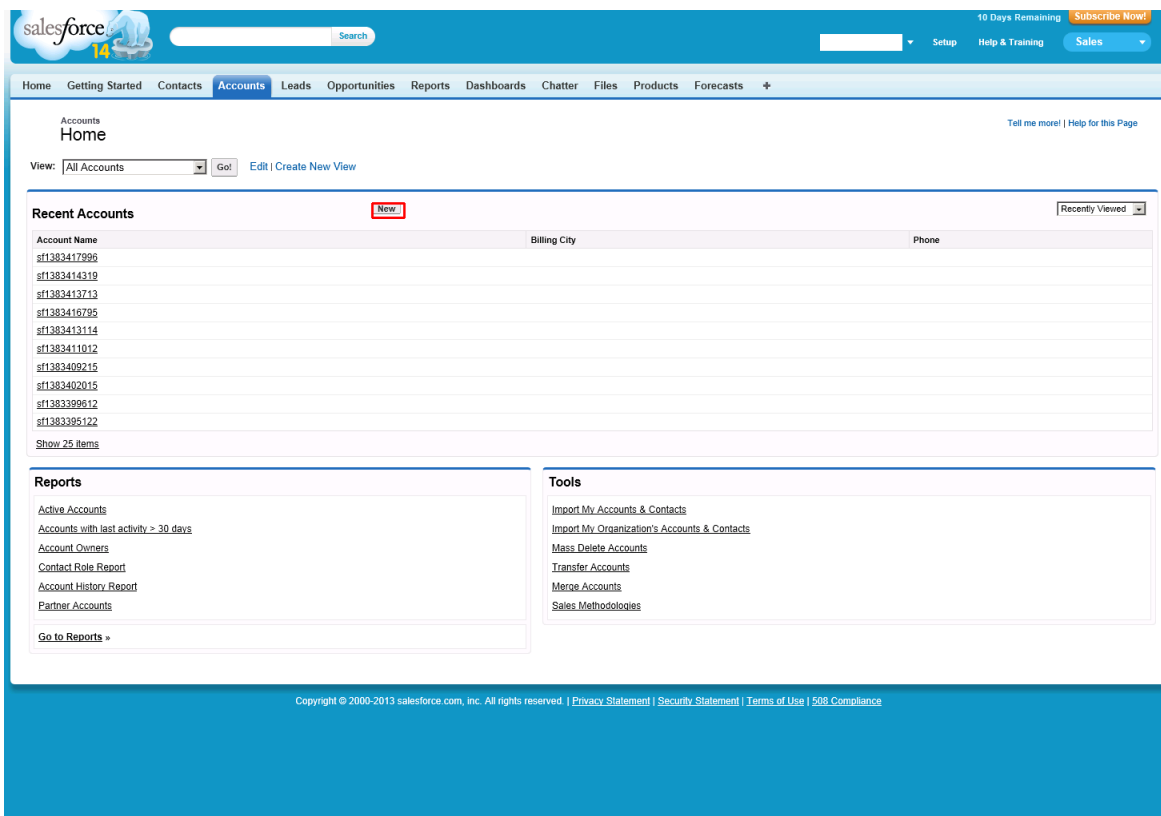 10 Days Remaining Subscribe Now!
salesforce
14
Search
Setup Help & Training Sales
Home Getting Started Contacts Accounts Leads Opportunities Reports Dashboards Chatter Files Products Forecasts +
Accounts
Home
Tell me more! | Help for this Page
View: All Accounts Go! Edit | Create New View
Recent Accounts New Recently Viewed
Account Name Billing City Phone
sf1383417996
sf1383414319
sf1383413713
sf1383416795
sf1383413114
sf1383411012
sf1383409215
sf1383402015
sf1383399612
sf1383395122
Show 25 items
Reports
Active Accounts
Accounts with last activity > 30 days
Account Owners
Contact Role Report
Account History Report
Partner Accounts
Go to Reports »
Tools
Import My Accounts & Contacts
Import My Organization's Accounts & Contacts
Mass Delete Accounts
Transfer Accounts
Merge Accounts
Sales Methodologies
Copyright © 2000-2013 salesforce.com, inc. All rights reserved. | Privacy Statement | Security Statement | Terms of Use | 508 Compliance